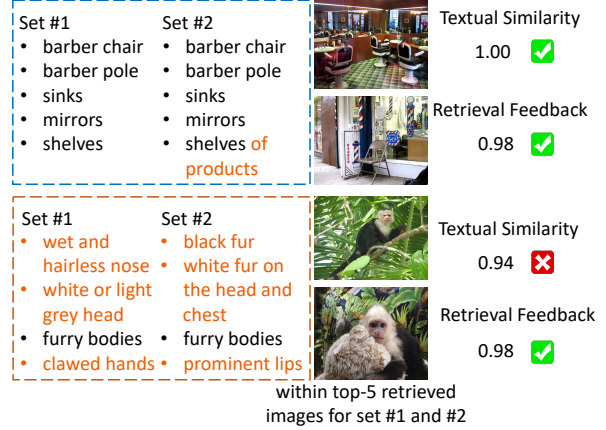 Set #1
• barber chair
• barber pole
• sinks
• mirrors
• shelves
Set #2
• barber chair
• barber pole
• sinks
• mirrors
• shelves of
products
Textual Similarity
1.00
Retrieval Feedback
0.98
Set #1
• wet and
hairless nose
• white or light
grey head
• furry bodies
• clawed hands
Set #2
• black fur
• white fur on
the head and
chest
• furry bodies
• prominent lips
Textual Similarity
0.94
Retrieval Feedback
0.98
within top-5 retrieved
images for set #1 and #2